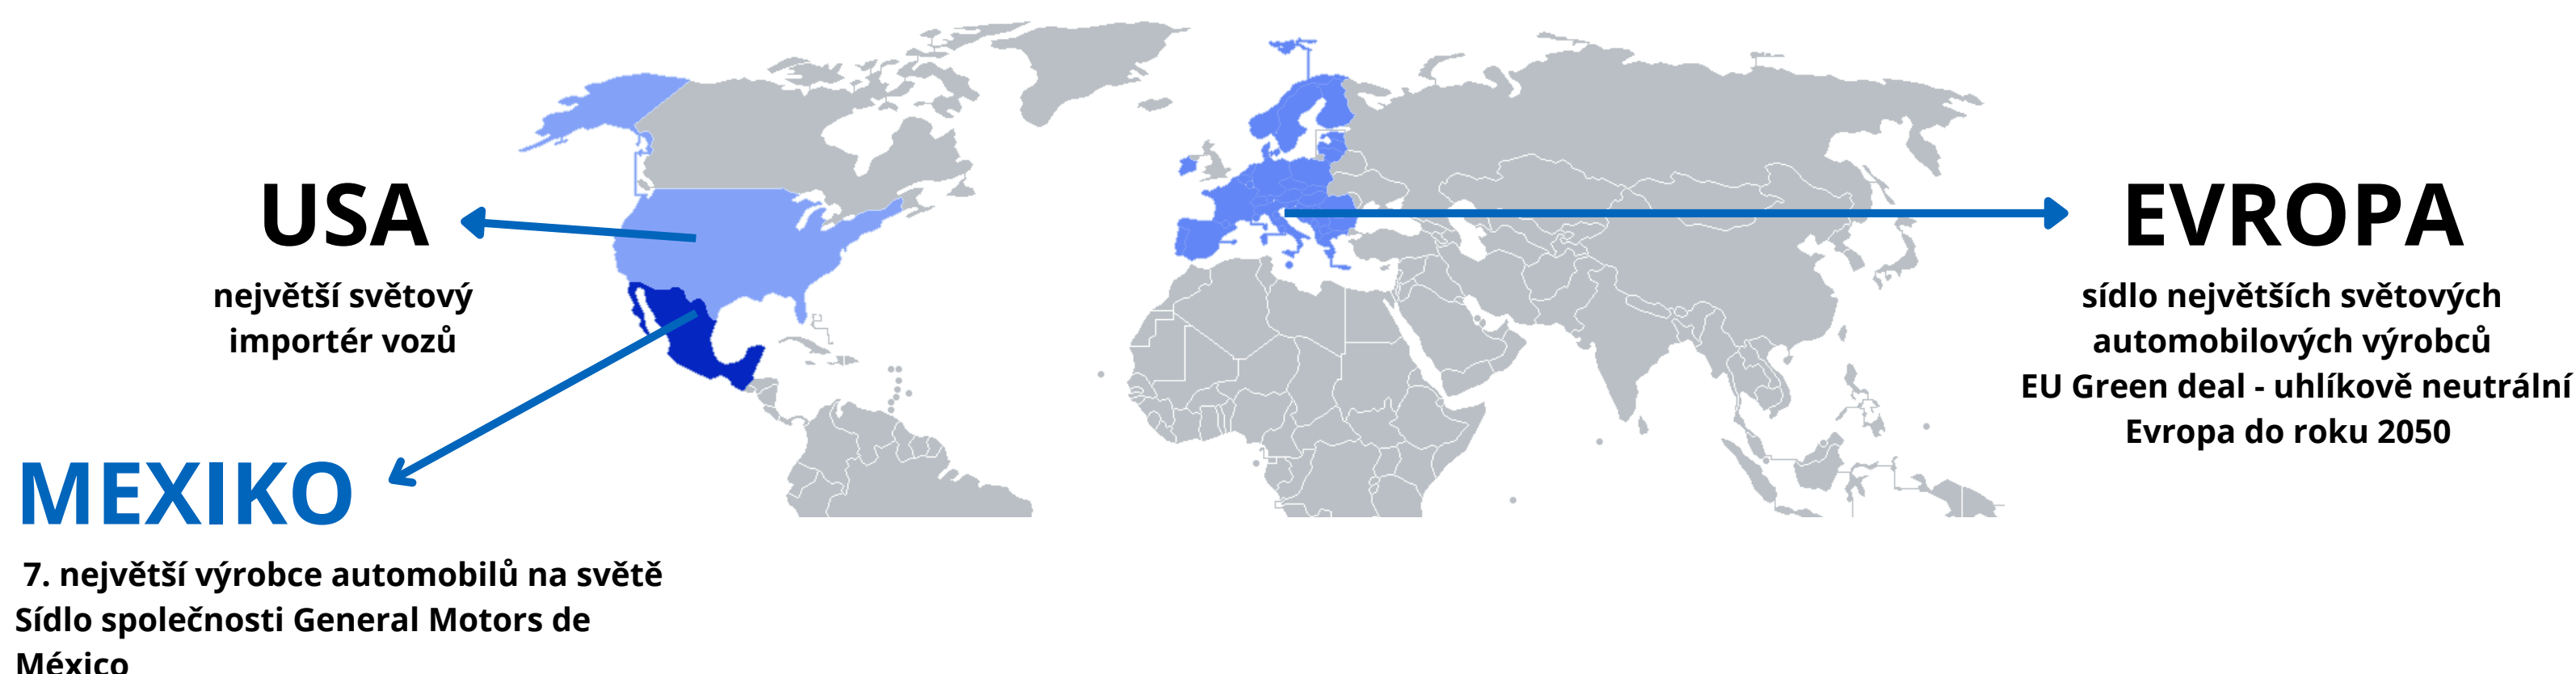 USA
největší světový
importér vozů
MEXIKO
7. největší výrobce automobilů na světě
Sídlo společnosti General Motors de
México
EVROPA
sídlo největších světových
automobilových výrobců
EU Green deal - uhlíkově neutrální
Evropa do roku 2050